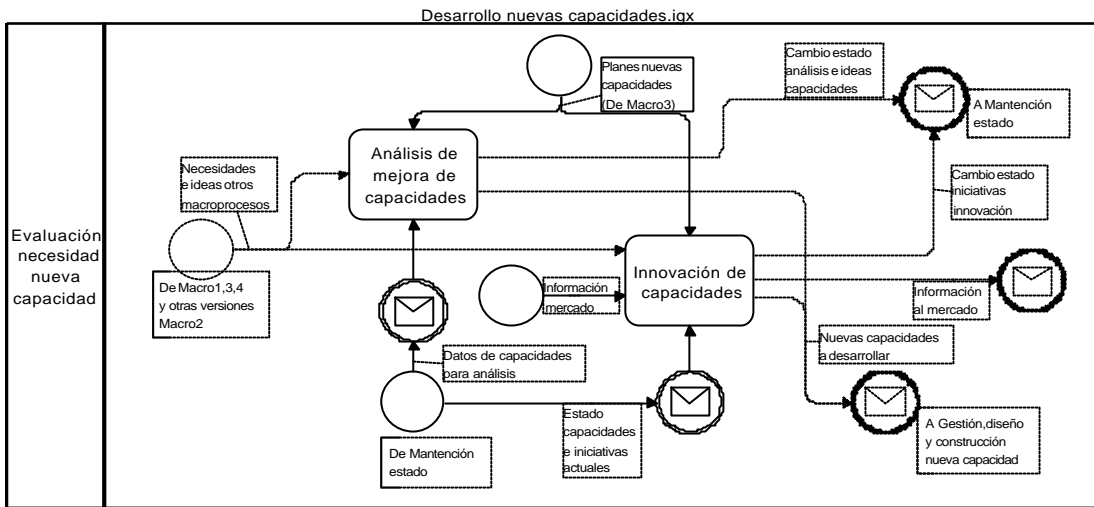 Desarrollo nuevas capacidades.igx
Evaluación
necesidad
nueva
capacidad
Planes nuevas
capacidades
(De Macro3)
Cambio estado
análisis e ideas
capacidades
A Mantención
estado
Análisis de
mejora de
capacidades
Necesidades
e ideas otros
macroprocesos
Cambio estado
iniciativas
innovación
De Macro1,3,4
y otras versiones
Macro2
Información
mercado
Innovación de
capacidades
Información
al mercado
Nuevas capacidades
a desarrollar
Datos de capacidades
para análisis
De Mantención
estado
Estado
capacidades
e iniciativas
actuales
A Gestión,diseño
y construcción
nueva capacidad